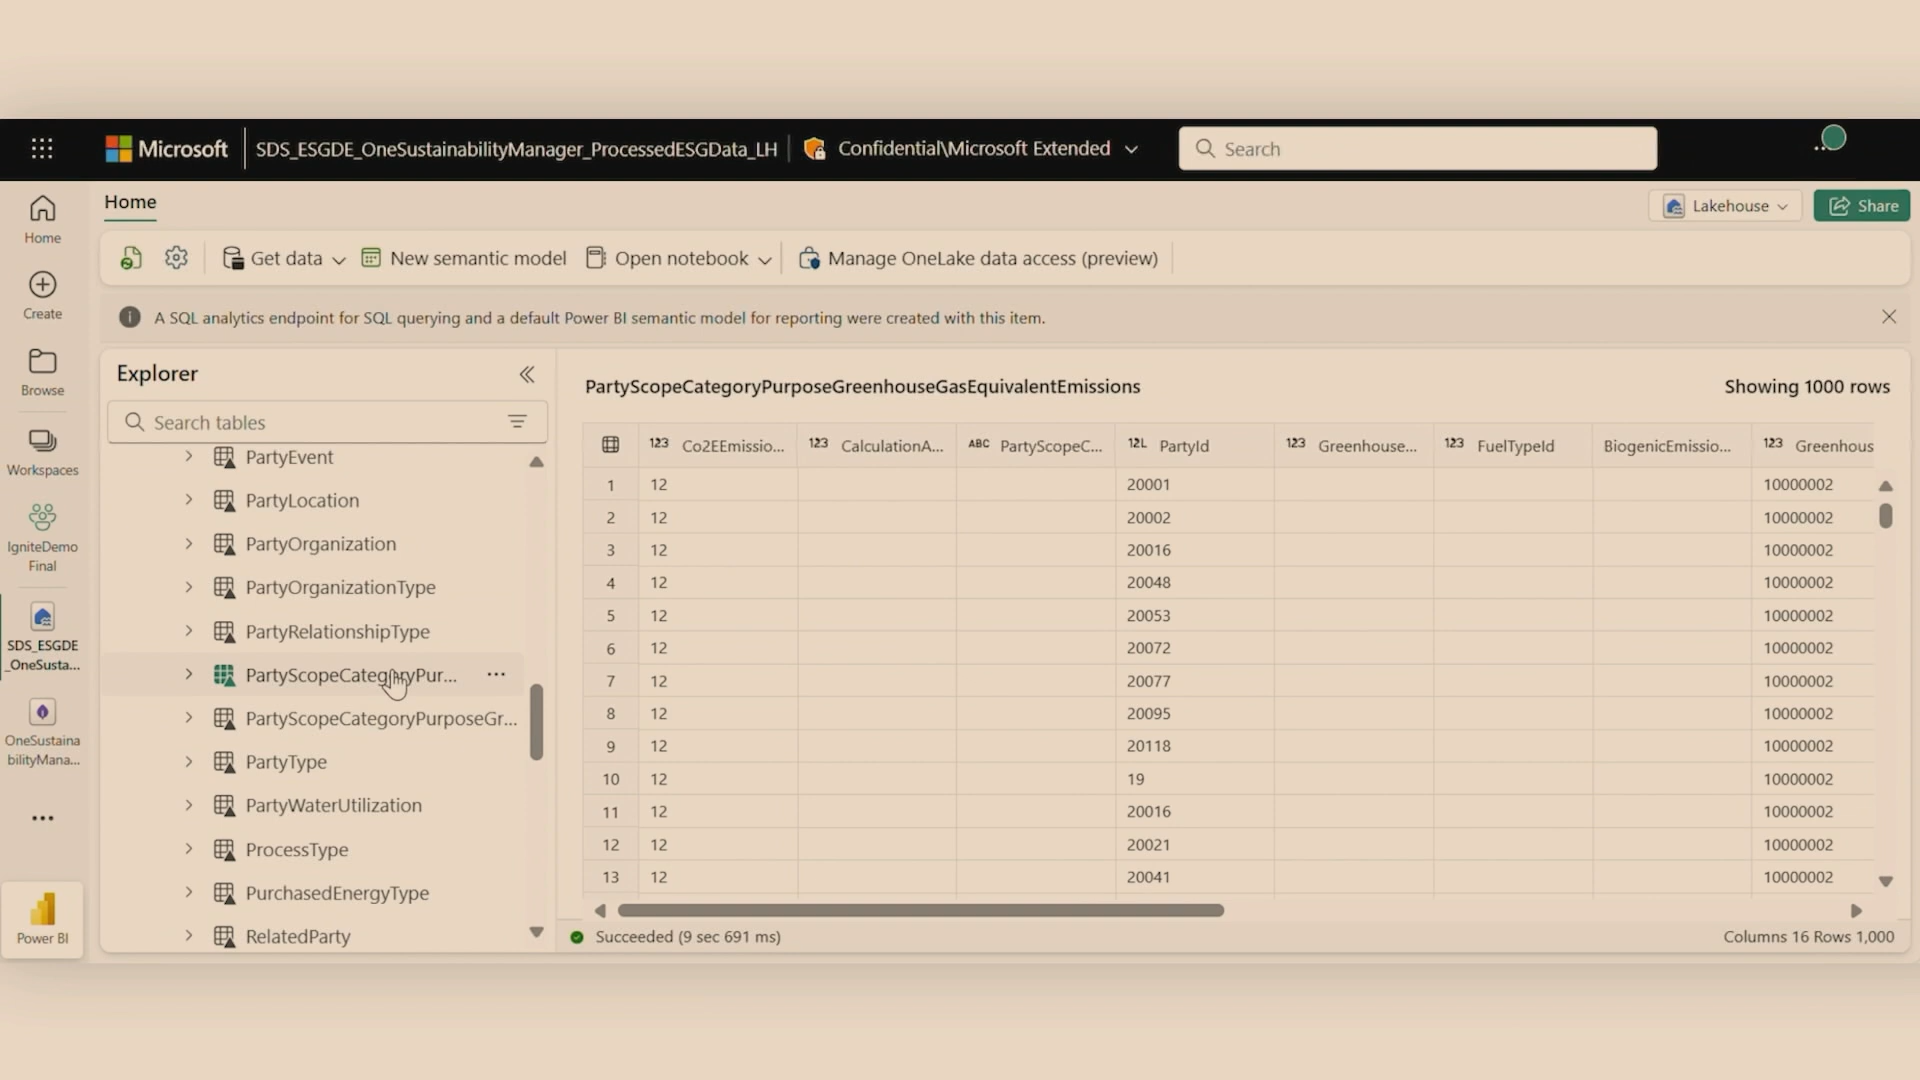 Microsoft
SDS_ESGDE_OneSustainabilityManager_ProcessedESGData_LH
Confidential\Microsoft Extended
Search
Home
Lakehouse
Share
Get data
New semantic model
Open notebook
Manage OneLake data access (preview)
A SQL analytics endpoint for SQL querying and a default Power BI semantic model for reporting were created with this item.
Home
Create
Browse
Workspaces
IgniteDemo
Final
SDS_ESGDE
_OneSusta...
OneSustaina
bilityMana...
Power BI
Explorer
Search tables
PartyEvent
PartyLocation
PartyOrganization
PartyOrganizationType
PartyRelationshipType
PartyScopeCategoryPur...
PartyScopeCategoryPurposeGr...
PartyType
PartyWaterUtilization
ProcessType
PurchasedEnergyType
RelatedParty
PartyScopeCategoryPurposeGreenhouseGasEquivalentEmissions
Showing 1000 rows
123 Co2EEmissio... 123 CalculationA... ABC PartyScopeC... 12L PartyId 123 Greenhouse... 123 FuelTypeId BiogenicEmissio... 123 Greenhous
1 12 20001 10000002
2 12 20002 10000002
3 12 20016 10000002
4 12 20048 10000002
5 12 20053 10000002
6 12 20072 10000002
7 12 20077 10000002
8 12 20095 10000002
9 12 20118 10000002
10 12 19 10000002
11 12 20016 10000002
12 12 20021 10000002
13 12 20041 10000002
Succeeded (9 sec 691 ms)
Columns 16 Rows 1,000